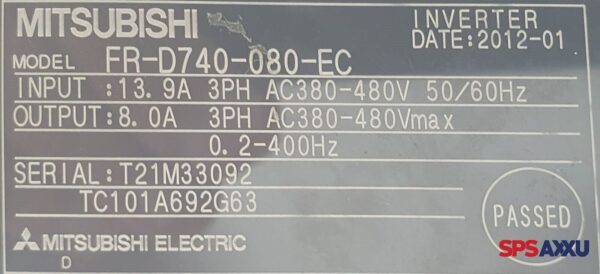 MITSUBISHI
INVERTER
DATE:2012-01
MODEL FR-D740-080-EC
INPUT :13.9A 3PH AC380-480V 50/60Hz
OUTPUT:8.0A 3PH AC380-480Vmax
0.2-400Hz
SERIAL:T21M33092
TC101A692G63
PASSED
MITSUBISHI ELECTRIC
D
SPSAXXU